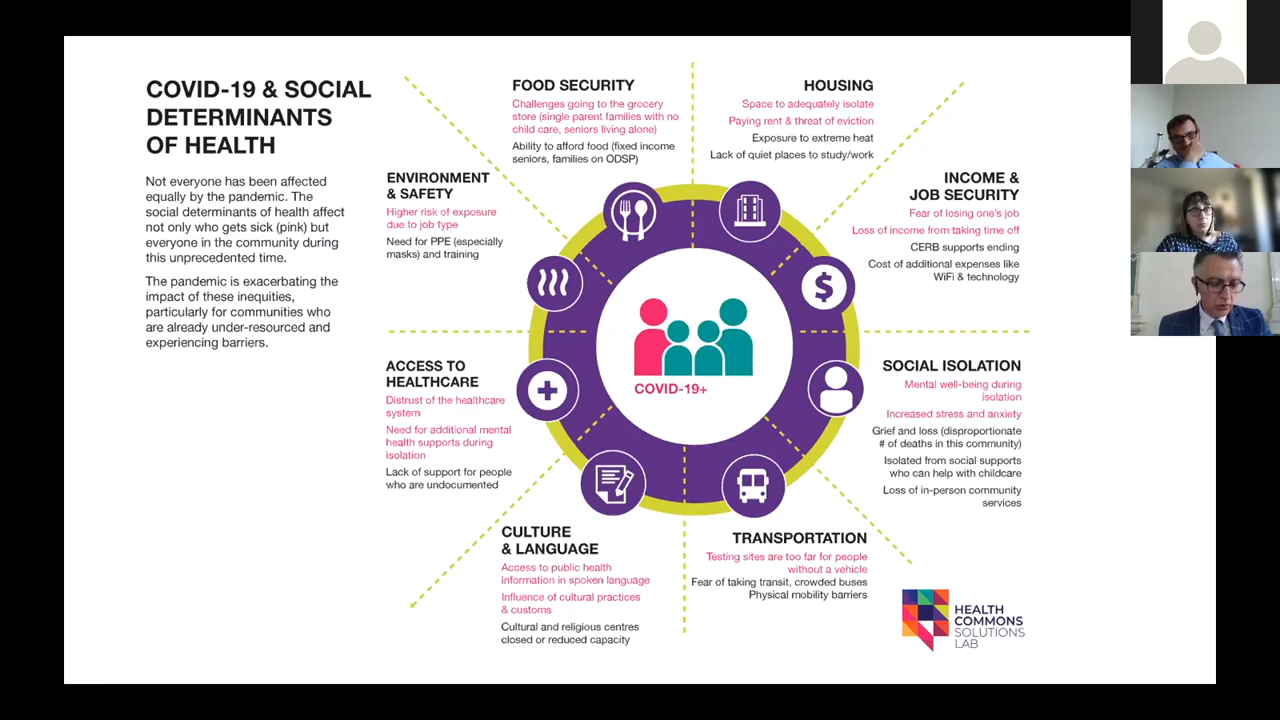 COVID-19 & SOCIAL
DETERMINANTS
OF HEALTH
Not everyone has been affected
equally by the pandemic. The
social determinants of health affect
not only who gets sick (pink) but
everyone in the community during
this unprecedented time.
The pandemic is exacerbating the
impact of these inequities,
particularly for communities who
are already under-resourced and
experiencing barriers.
FOOD SECURITY
Challenges going to the grocery
store (single parent families with no
child care, seniors living alone)
Ability to afford food (fixed income
seniors, families on ODSP)
HOUSING
Space to adequately isolate
Paying rent & threat of eviction
Exposure to extreme heat
Lack of quiet places to study/work
ENVIRONMENT
& SAFETY
Higher risk of exposure
due to job type
Need for PPE (especially
masks) and training
INCOME &
JOB SECURITY
Fear of losing one's job
Loss of income from taking time off
CERB supports ending
Cost of additional expenses like
WiFi & technology
$
COVID-19+
ACCESS TO
HEALTHCARE
Distrust of the healthcare
system
Need for additional mental
health supports during
isolation
Lack of support for people
who are undocumented
SOCIAL ISOLATION
Mental well-being during
isolation
Increased stress and anxiety
Grief and loss (disproportionate
# of deaths in this community)
Isolated from social supports
who can help with childcare
Loss of in-person community
services
CULTURE
& LANGUAGE
Access to public health
information in spoken language
Influence of cultural practices
& customs
Cultural and religious centres
closed or reduced capacity
TRANSPORTATION
Testing sites are too far for people
without a vehicle
Fear of taking transit, crowded buses
Physical mobility barriers
HEALTH
COMMONS
SOLUTIONS
LAB